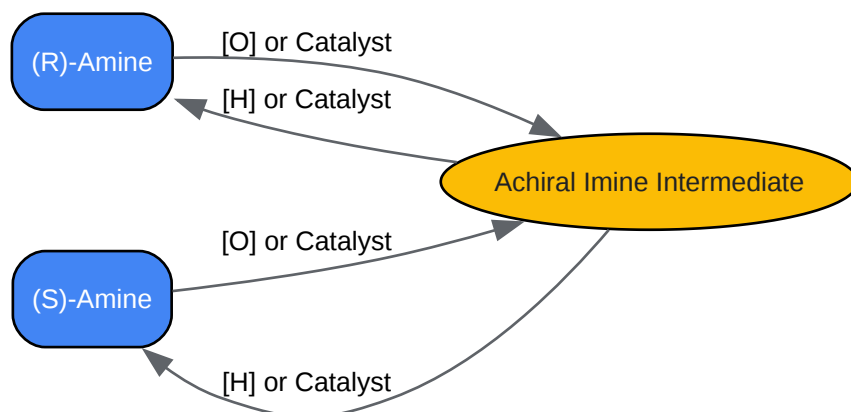 [O] or Catalyst
(R)-Amine
[H] or Catalyst
Achiral Imine Intermediate
[O] or Catalyst
(S)-Amine
[H] or Catalyst